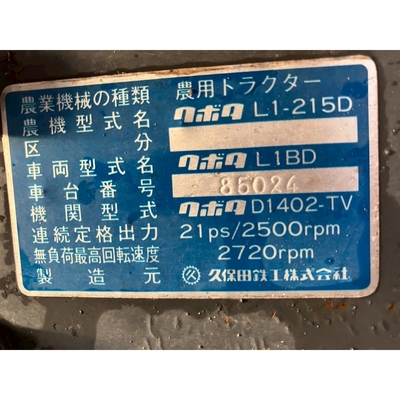 農業機械の種類 農用トラクター
農機型式名 クボタ L1-215D
区分
車両型式名 クボタ L1BD
車台番号 85024
機関型式 クボタ D1402-TV
連続定格出力 21ps/2500rpm
無負荷最高回転速度 2720rpm
製造元 久保田鉄工株式会社